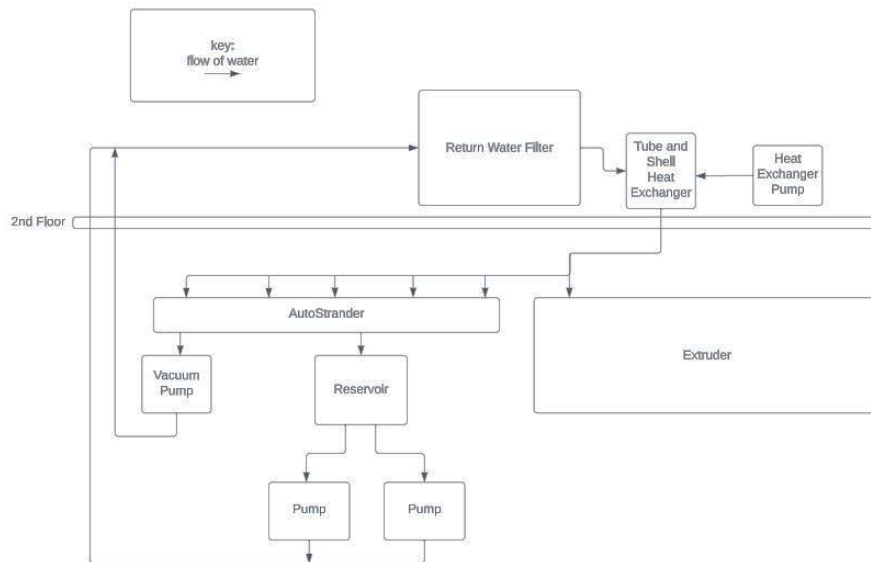 key:
flow of water
Return Water Filter
Tube and
Shell
Heat
Exchanger
Heat
Exchanger
Pump
2nd Floor
AutoStrander
Extruder
Vacuum
Pump
Reservoir
Pump
Pump